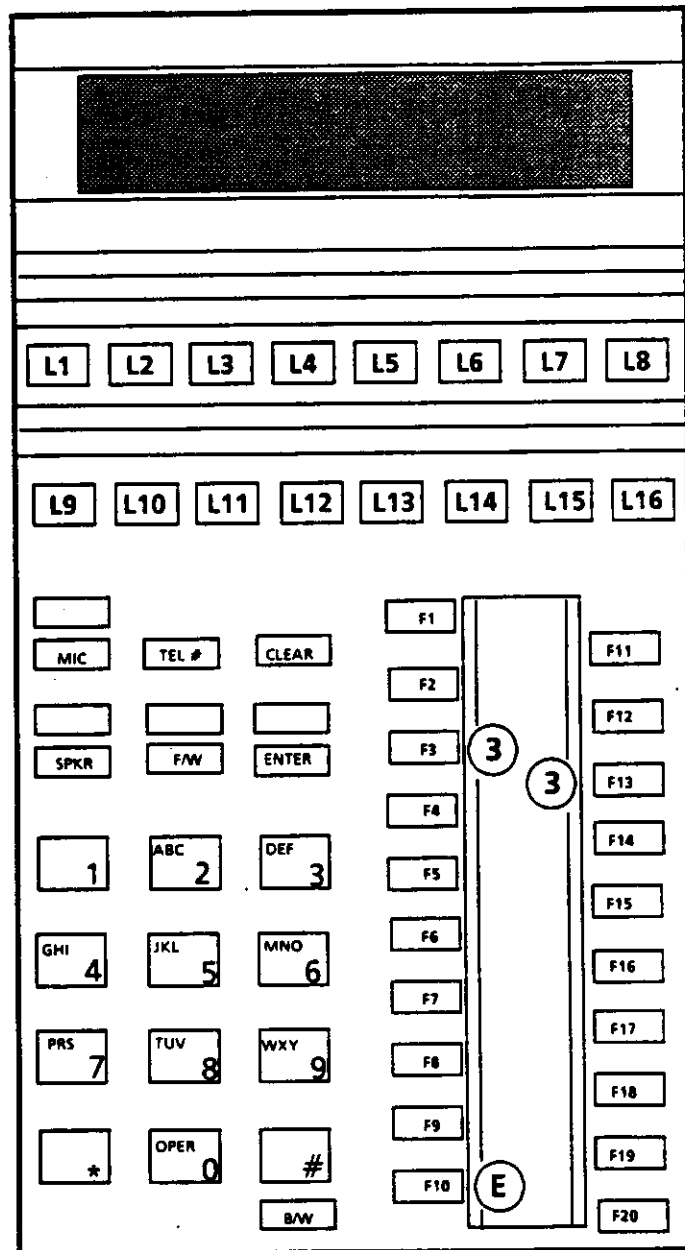 L1 L2 L3 L4 L5 L6 L7 L8
L9 L10 L11 L12 L13 L14 L15 L16
F1
MIC TEL # CLEAR F11
F2
F12
SPKR F/W ENTER F3 3
3 F13
F4
F14
ABC DEF
1 2 3 F5
F15
F6
GHI JKL MNO
4 5 6 F16
F7
F17
PRS TUV WXY
7 8 9 F8
F18
F9
OPER
* 0 # F19
F10 E
B/W F20